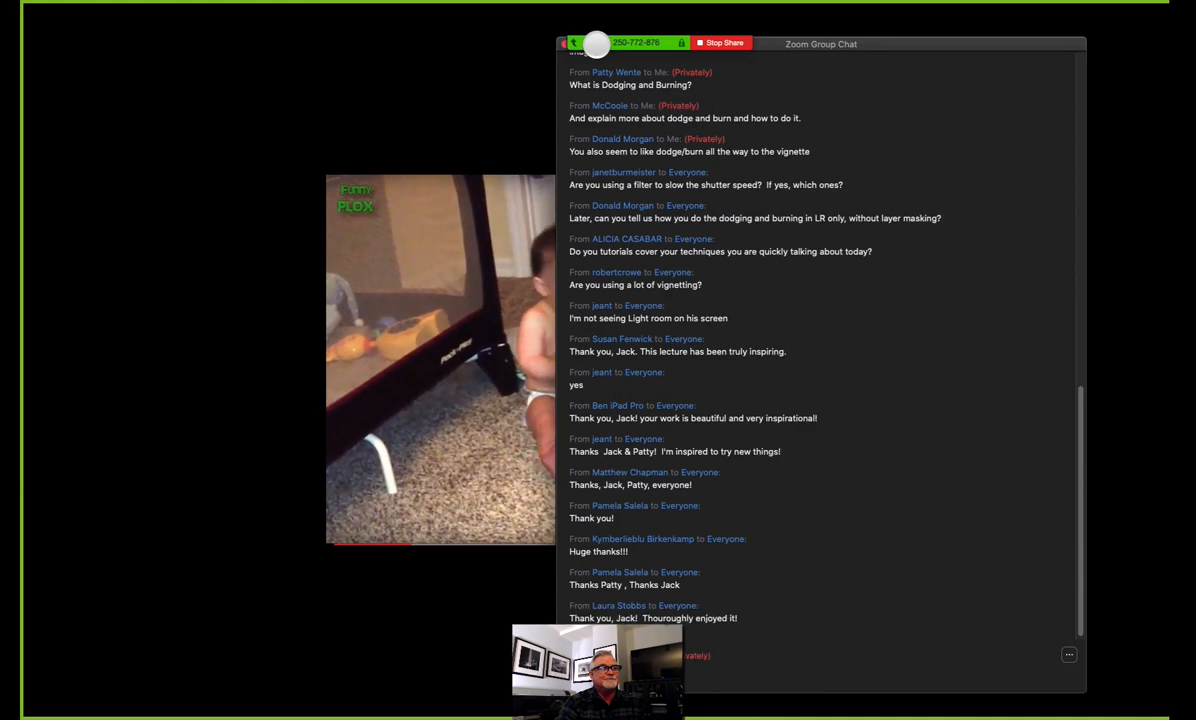 250-772-876
Stop Share
Zoom Group Chat
From Patty Wente to Me: (Privately)
What is Dodging and Burning?
From McCoole to Me: (Privately)
And explain more about dodge and burn and how to do it.
From Donald Morgan to Me: (Privately)
You also seem to like dodge/burn all the way to the vignette
From janetburmeister to Everyone:
Are you using a filter to slow the shutter speed?  If yes, which ones?
From Donald Morgan to Everyone:
Later, can you tell us how you do the dodging and burning in LR only, without layer masking?
From ALICIA CASABAR to Everyone:
Do you tutorials cover your techniques you are quickly talking about today?
From robertcrowe to Everyone:
Are you using a lot of vignetting?
From jeant to Everyone:
I'm not seeing Light room on his screen
From Susan Fenwick to Everyone:
Thank you, Jack. This lecture has been truly inspiring.
From jeant to Everyone:
yes
From Ben iPad Pro to Everyone:
Thank you, Jack! your work is beautiful and very inspirational!
From jeant to Everyone:
Thanks  Jack & Patty!  I'm inspired to try new things!
From Matthew Chapman to Everyone:
Thanks, Jack, Patty, everyone!
From Pamela Salela to Everyone:
Thank you!
From Kymberlieblu Birkenkamp to Everyone:
Huge thanks!!!
From Pamela Salela to Everyone:
Thanks Patty , Thanks Jack
From Laura Stobbs to Everyone:
Thank you, Jack!  Thouroughly enjoyed it!
vately)
iFunny:
PLOX